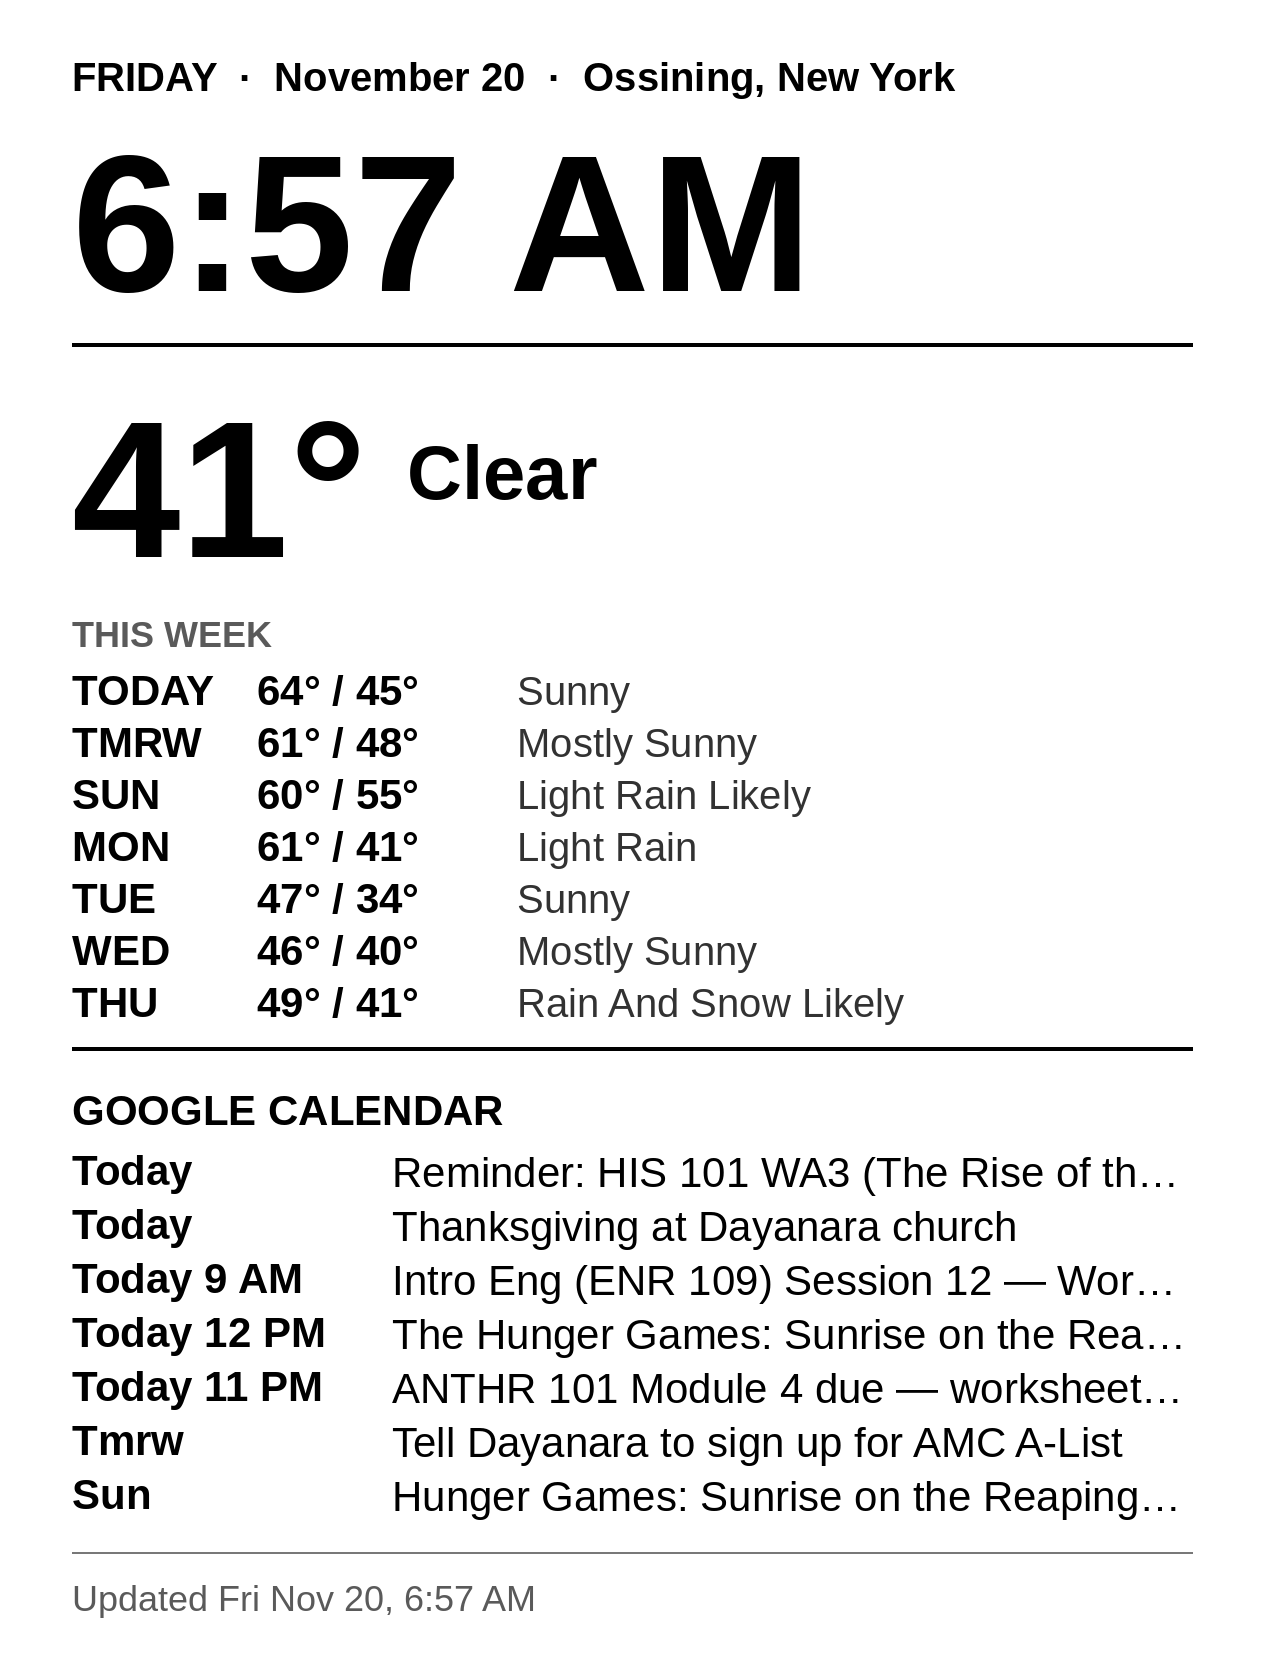 FRIDAY · November 20 · Ossining, New York
6:57 AM
41° Clear
THIS WEEK
TODAY 64° / 45° Sunny
TMRW 61° / 48° Mostly Sunny
SUN 60° / 55° Light Rain Likely
MON 61° / 41° Light Rain
TUE 47° / 34° Sunny
WED 46° / 40° Mostly Sunny
THU 49° / 41° Rain And Snow Likely
GOOGLE CALENDAR
Today Reminder: HIS 101 WA3 (The Rise of th…
Today Thanksgiving at Dayanara church
Today 9 AM Intro Eng (ENR 109) Session 12 — Wor…
Today 12 PM The Hunger Games: Sunrise on the Rea…
Today 11 PM ANTHR 101 Module 4 due — worksheet…
Tmrw Tell Dayanara to sign up for AMC A-List
Sun Hunger Games: Sunrise on the Reaping…
Updated Fri Nov 20, 6:57 AM